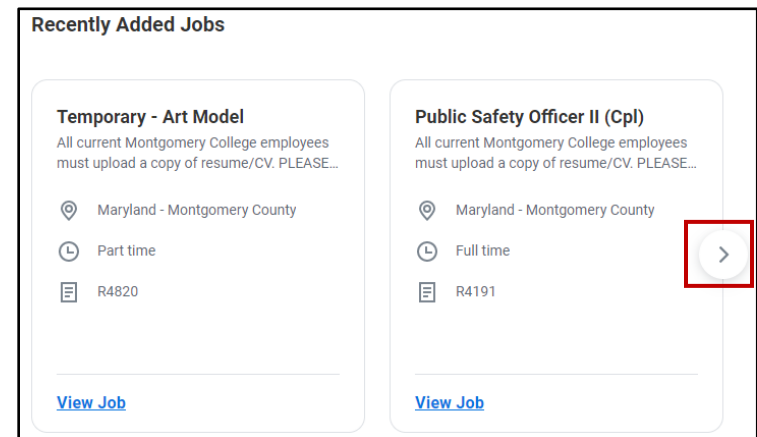 Recently Added Jobs
Temporary - Art Model
All current Montgomery College employees
must upload a copy of resume/CV. PLEASE...
Maryland - Montgomery County
Part time
R4820
View Job
Public Safety Officer II (Cpl)
All current Montgomery College employees
must upload a copy of resume/CV. PLEASE...
Maryland - Montgomery County
Full time
R4191
View Job